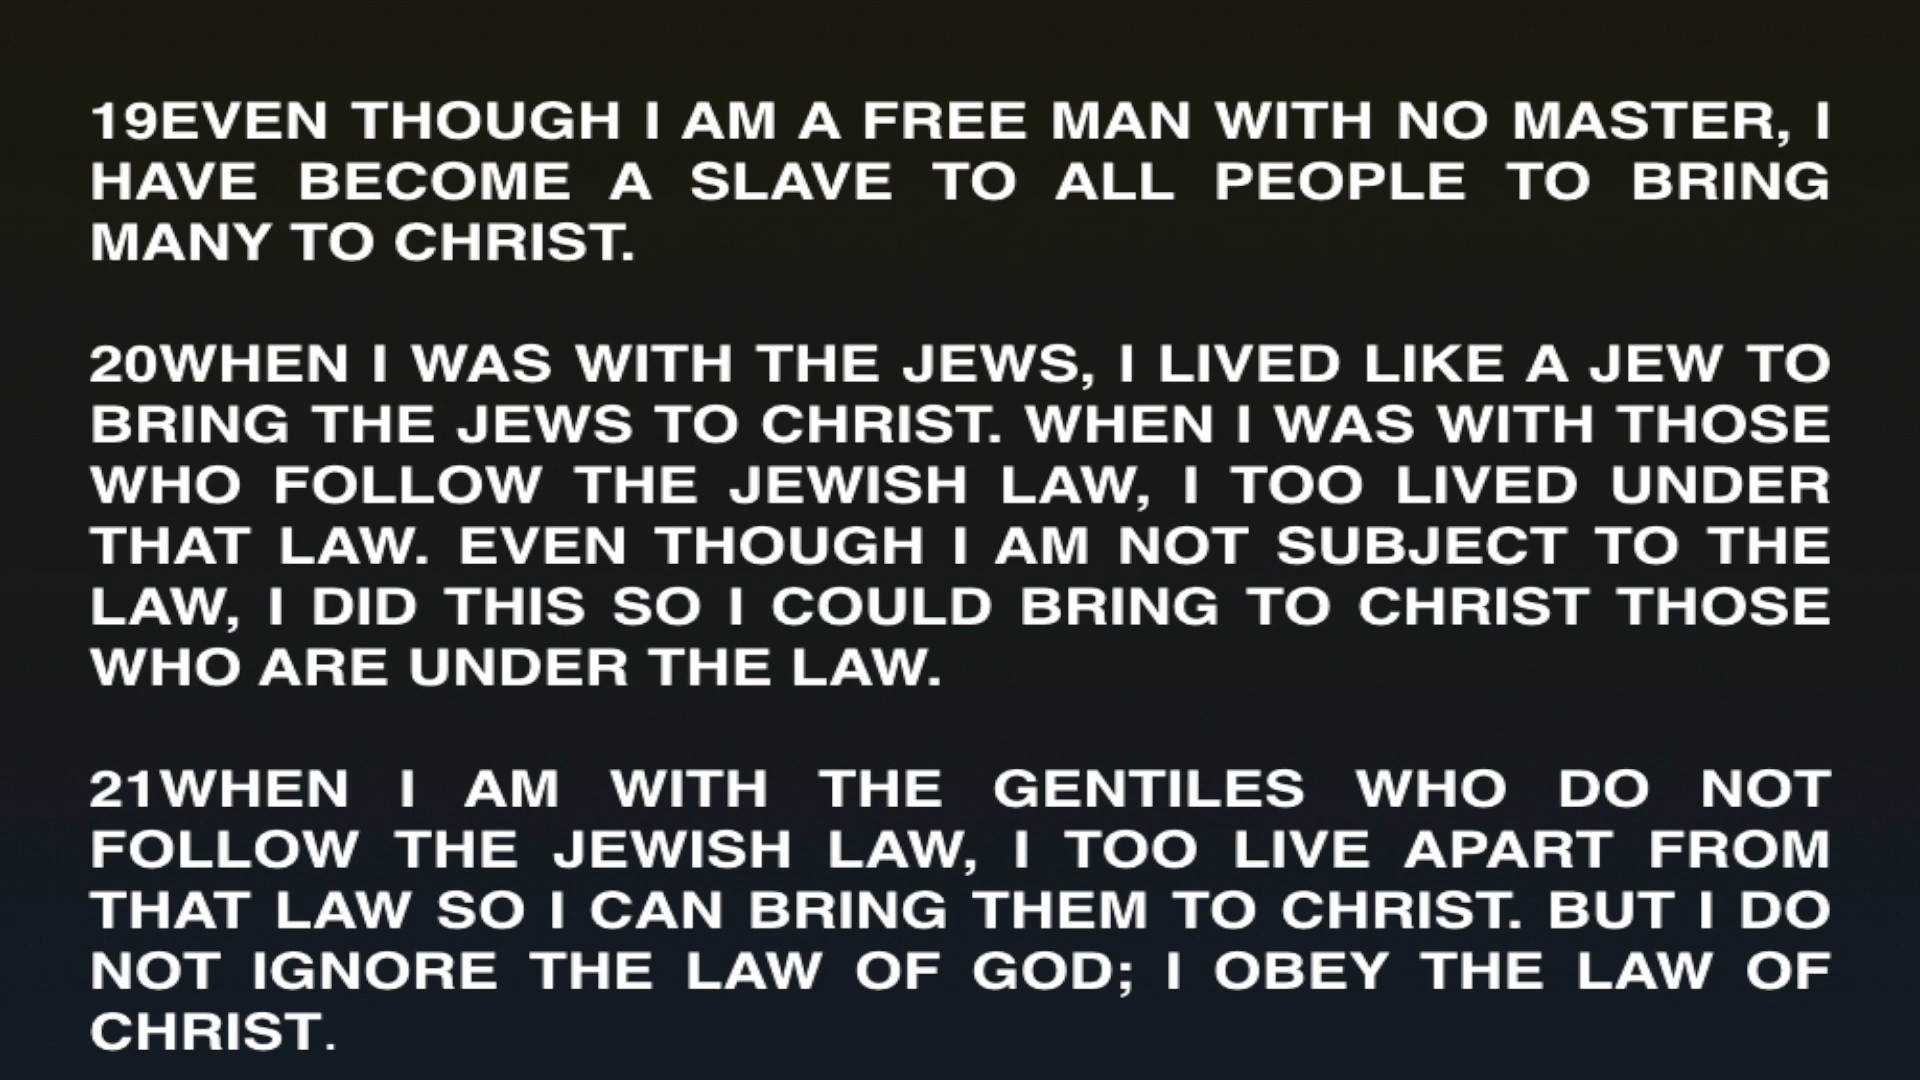 19EVEN THOUGH I AM A FREE MAN WITH NO MASTER, I
HAVE BECOME A SLAVE TO ALL PEOPLE TO BRING
MANY TO CHRIST.
20WHEN I WAS WITH THE JEWS, I LIVED LIKE A JEW TO
BRING THE JEWS TO CHRIST. WHEN I WAS WITH THOSE
WHO FOLLOW THE JEWISH LAW, I TOO LIVED UNDER
THAT LAW. EVEN THOUGH I AM NOT SUBJECT TO THE
LAW, I DID THIS SO I COULD BRING TO CHRIST THOSE
WHO ARE UNDER THE LAW.
21WHEN I AM WITH THE GENTILES WHO DO NOT
FOLLOW THE JEWISH LAW, I TOO LIVE APART FROM
THAT LAW SO I CAN BRING THEM TO CHRIST. BUT I DO
NOT IGNORE THE LAW OF GOD; I OBEY THE LAW OF
CHRIST.